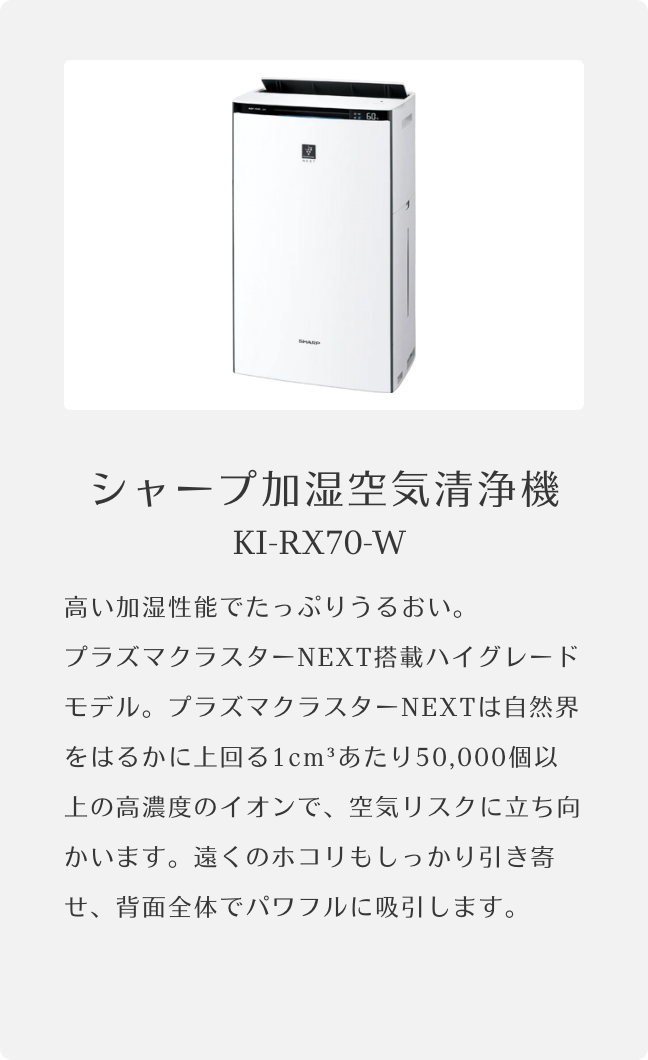 60
NEXT
SHARP
シャープ加湿空気清浄機
KI-RX70-W
高い加湿性能でたっぷりうるおい。
プラズマクラスターNEXT搭載ハイグレード
モデル。プラズマクラスターNEXTは自然界
をはるかに上回る1cm³あたり50,000個以
上の高濃度のイオンで、空気リスクに立ち向
かいます。遠くのホコリもしっかり引き寄
せ、背面全体でパワフルに吸引します。